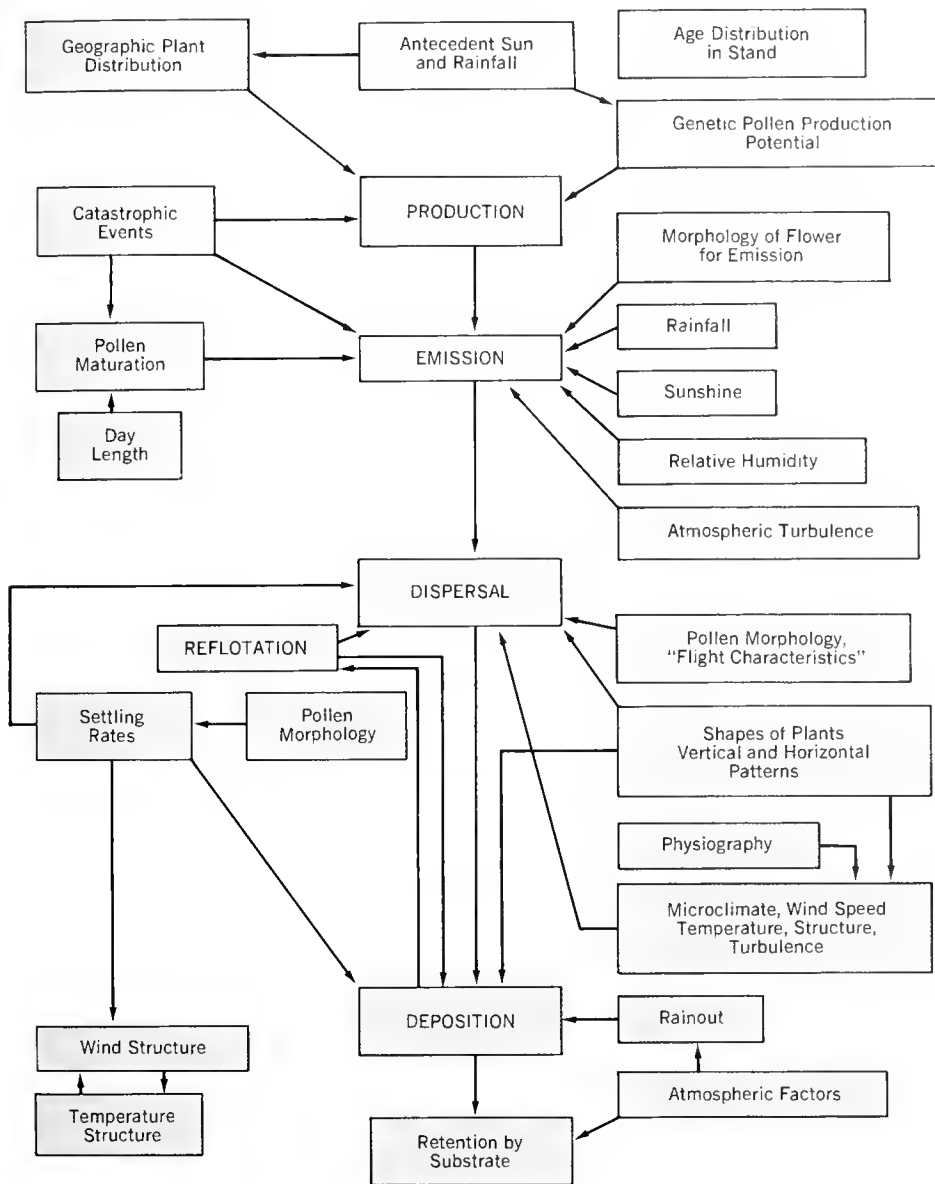 Geographic Plant
Distribution
Antecedent Sun
and Rainfall
Age Distribution
in Stand
Genetic Pollen Production
Potential
PRODUCTION
Catastrophic
Events
Morphology of Flower
for Emission
Rainfall
Pollen
Maturation
EMISSION
Sunshine
Day
Length
Relative Humidity
Atmospheric Turbulence
DISPERSAL
REFLOTATION
Pollen Morphology,
"Flight Characteristics"
Settling
Rates
Pollen
Morphology
Shapes of Plants
Vertical and Horizontal
Patterns
Physiography
Microclimate, Wind Speed
Temperature, Structure,
Turbulence
DEPOSITION
Rainout
Wind Structure
Atmospheric Factors
Temperature
Structure
Retention by
Substrate